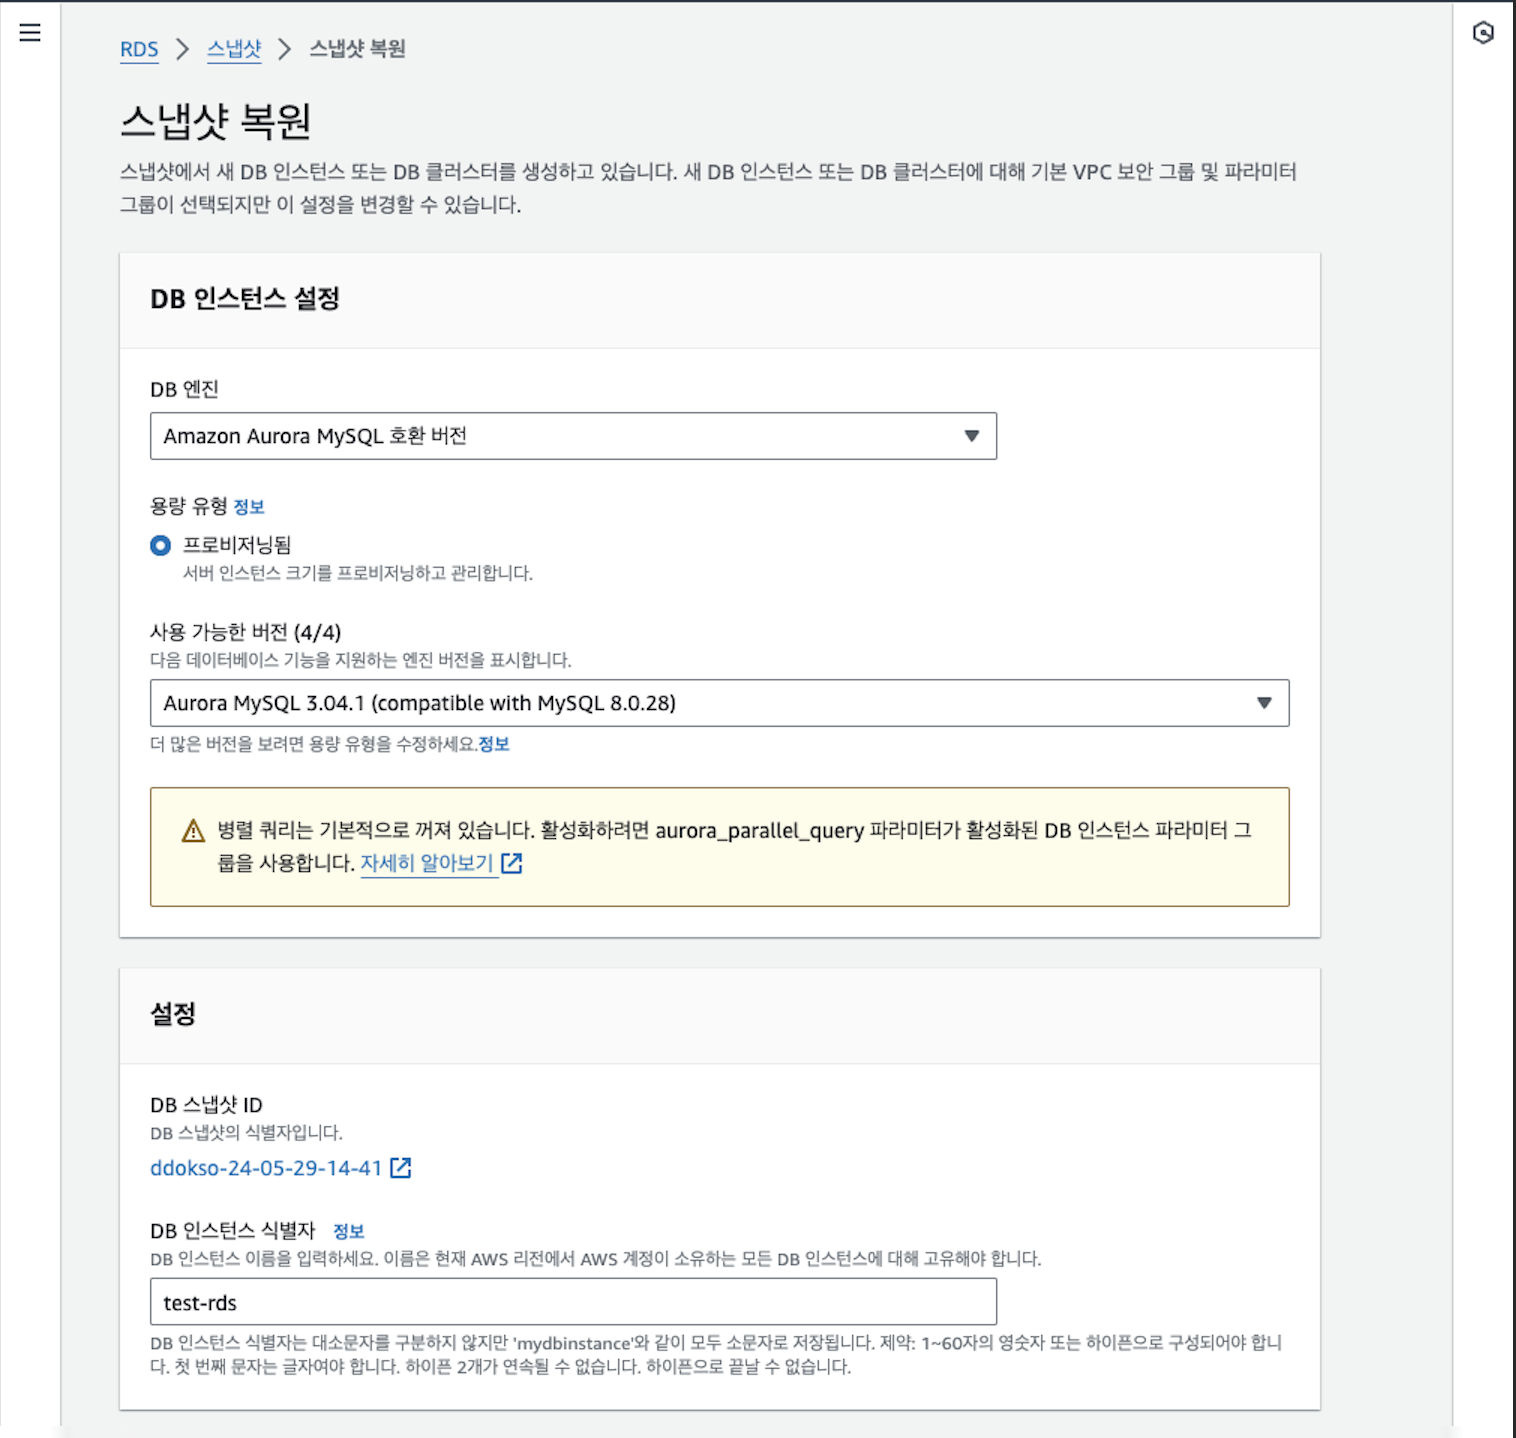 RDS > 스냅샷 > 스냅샷 복원
스냅샷 복원
스냅샷에서 새 DB 인스턴스 또는 DB 클러스터를 생성하고 있습니다. 새 DB 인스턴스 또는 DB 클러스터에 대해 기본 VPC 보안 그룹 및 파라미터
그룹이 선택되지만 이 설정을 변경할 수 있습니다.
DB 인스턴스 설정
DB 엔진
Amazon Aurora MySQL 호환 버전
용량 유형 정보
프로비저닝됨
서버 인스턴스 크기를 프로비저닝하고 관리합니다.
사용 가능한 버전 (4/4)
다음 데이터베이스 기능을 지원하는 엔진 버전을 표시합니다.
Aurora MySQL 3.04.1 (compatible with MySQL 8.0.28)
더 많은 버전을 보려면 용량 유형을 수정하세요.정보
병렬 쿼리는 기본적으로 꺼져 있습니다. 활성화하려면 aurora_parallel_query 파라미터가 활성화된 DB 인스턴스 파라미터 그
룹을 사용합니다. 자세히 알아보기
설정
DB 스냅샷 ID
DB 스냅샷의 식별자입니다.
ddokso-24-05-29-14-41
DB 인스턴스 식별자 정보
DB 인스턴스 이름을 입력하세요. 이름은 현재 AWS 리전에서 AWS 계정이 소유하는 모든 DB 인스턴스에 대해 고유해야 합니다.
test-rds
DB 인스턴스 식별자는 대소문자를 구분하지 않지만 'mydbinstance'와 같이 모두 소문자로 저장됩니다. 제약: 1~60자의 영숫자 또는 하이픈으로 구성되어야 합니
다. 첫 번째 문자는 글자여야 합니다. 하이픈 2개가 연속될 수 없습니다. 하이픈으로 끝날 수 없습니다.